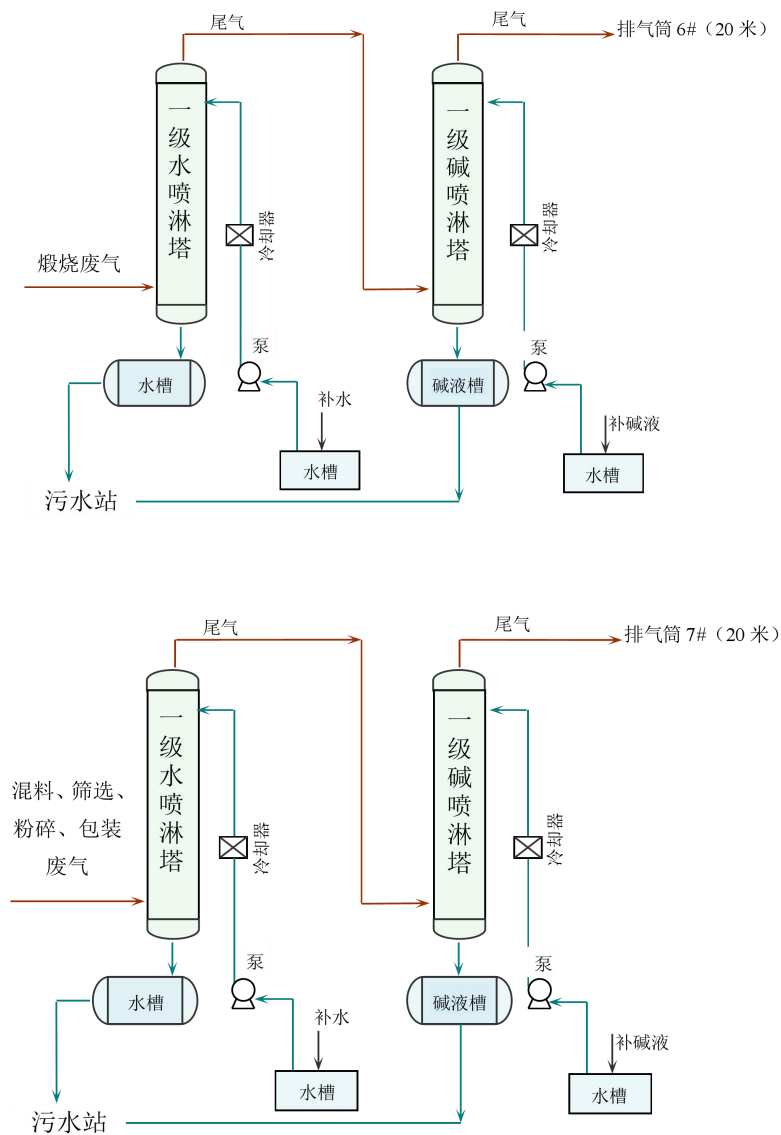 尾气
尾气
排气筒 6#（20 米）
一级水喷淋塔
冷却器
一级碱喷淋塔
冷却器
煅烧废气
泵
泵
水槽
补水
碱液槽
补碱液
水槽
水槽
污水站
尾气
尾气
排气筒 7#（20 米）
一级水喷淋塔
冷却器
一级碱喷淋塔
冷却器
混料、筛选、
粉碎、包装
废气
泵
泵
水槽
补水
碱液槽
补碱液
水槽
水槽
污水站